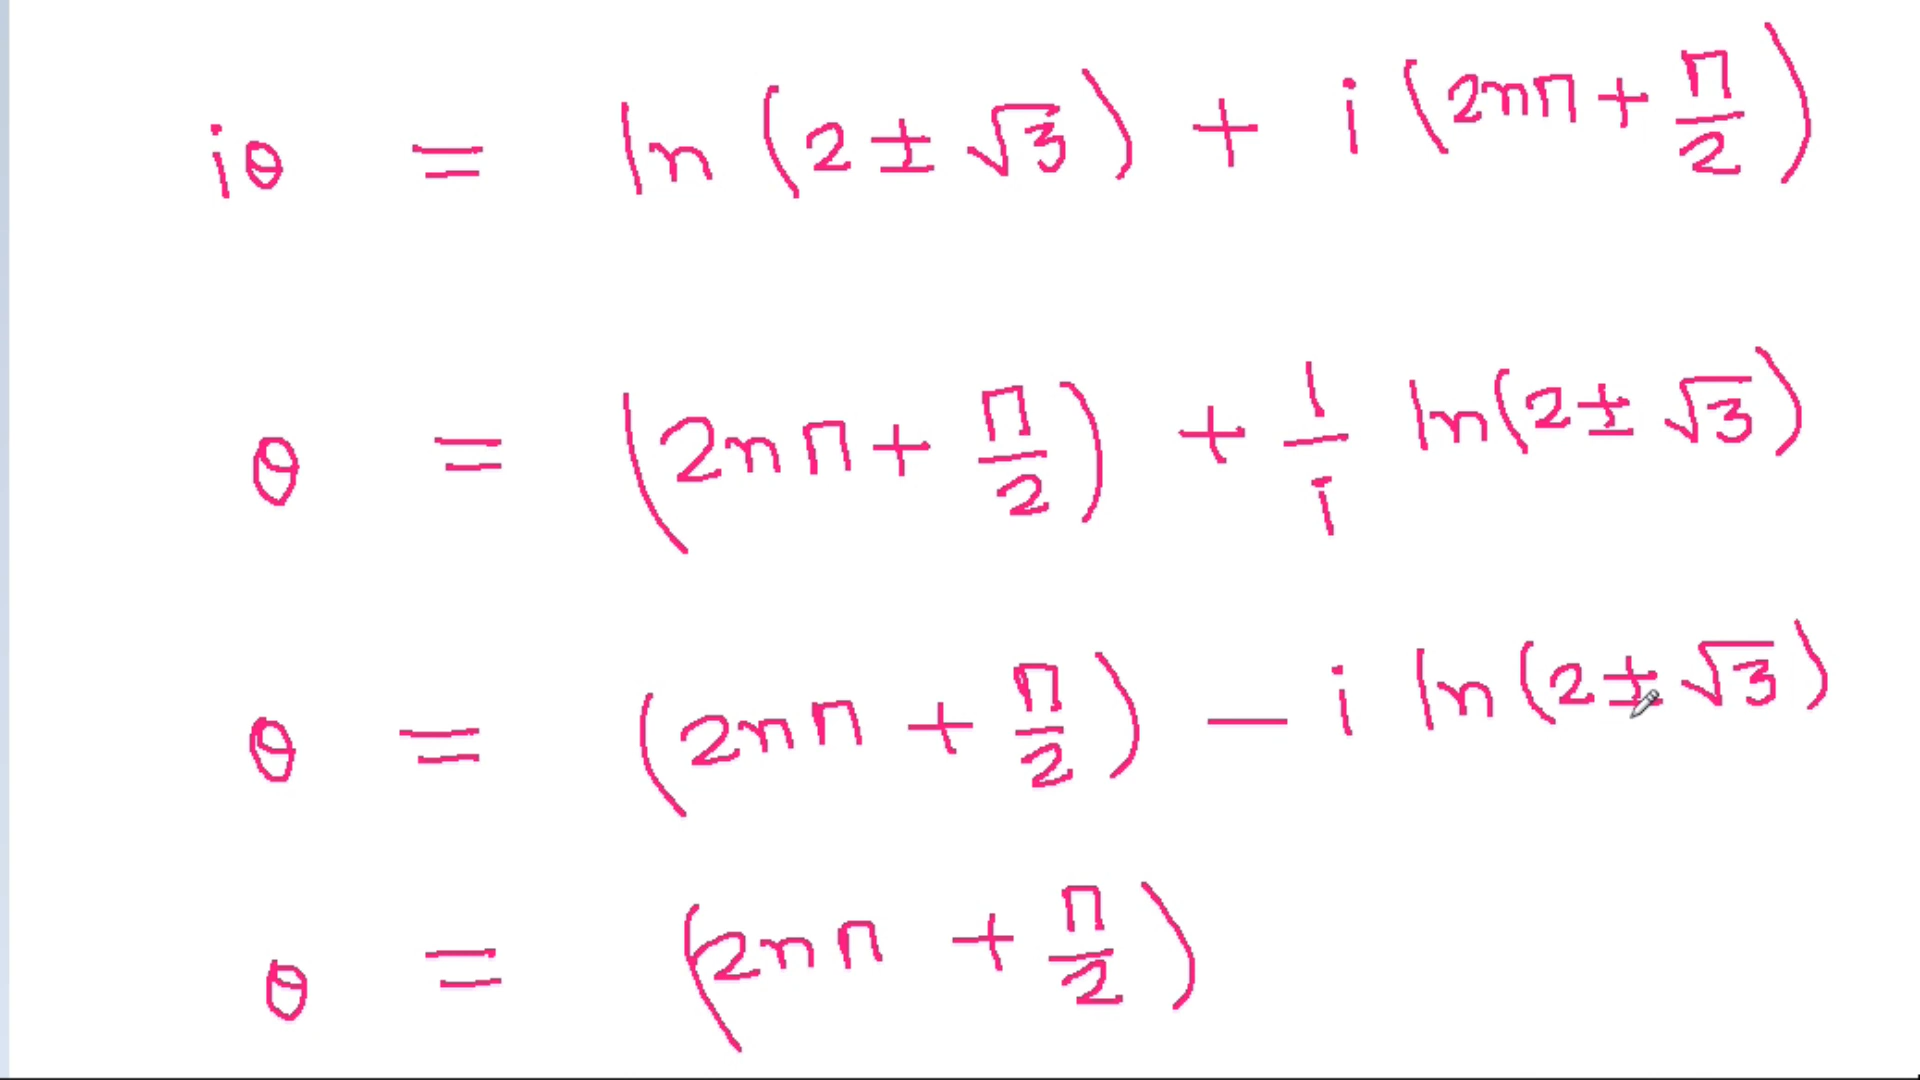 iθ = ln (2 ± √3) + i (2nπ + π/2)
θ = (2nπ + π/2) + 1/i ln(2 ± √3)
θ = (2nπ + π/2) − i ln(2 ± √3)
θ = (2nπ + π/2)